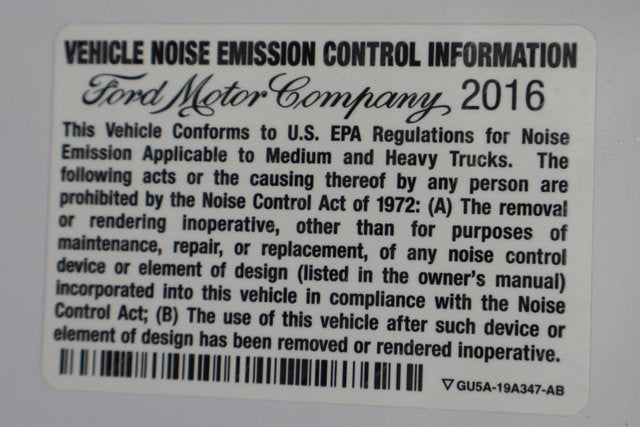 VEHICLE NOISE EMISSION CONTROL INFORMATION
Ford Motor Company 2016
This Vehicle Conforms to U.S. EPA Regulations for Noise
Emission Applicable to Medium and Heavy Trucks. The
following acts or the causing thereof by any person are
prohibited by the Noise Control Act of 1972: (A) The removal
or rendering inoperative, other than for purposes of
maintenance, repair, or replacement, of any noise control
device or element of design (listed in the owner's manual)
incorporated into this vehicle in compliance with the Noise
Control Act; (B) The use of this vehicle after such device or
element of design has been removed or rendered inoperative.
▽ GU5A-19A347-AB